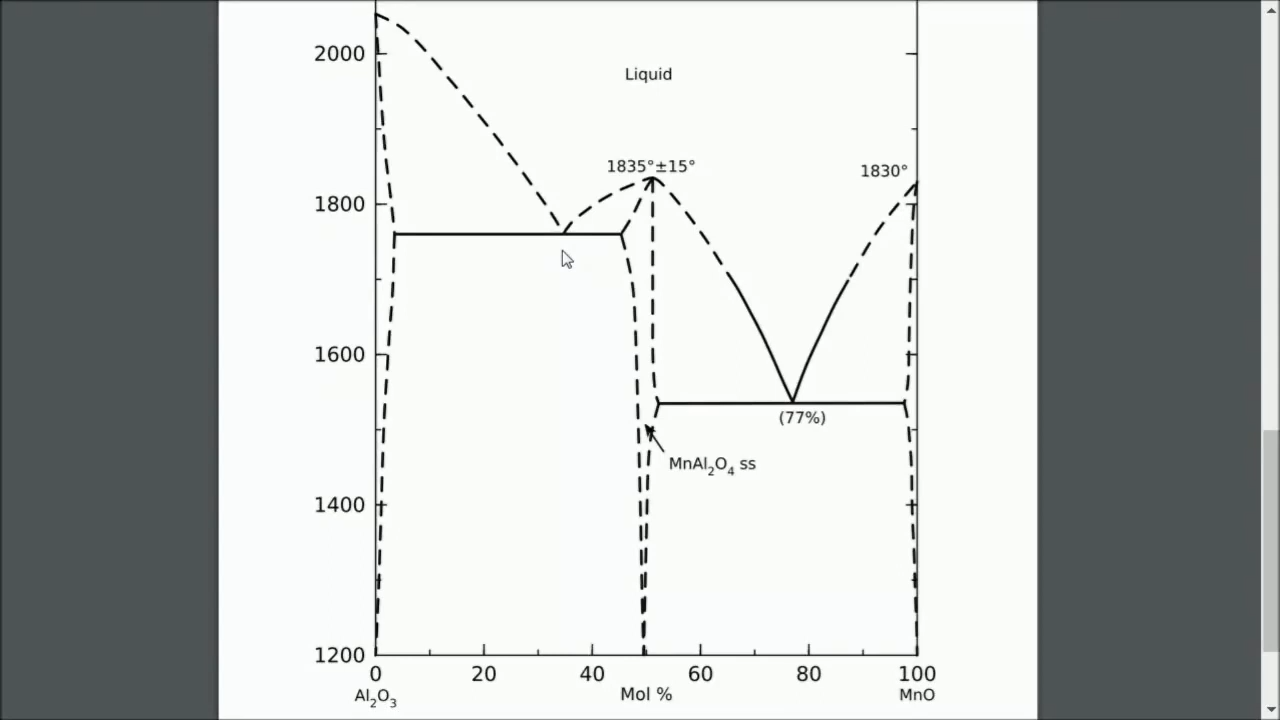 2000
Liquid
1835°±15°
1830°
1800
1600
(77%)
MnAl₂O₄ ss
1400
1200
0 20 40 60 80 100
Al₂O₃ Mol % MnO